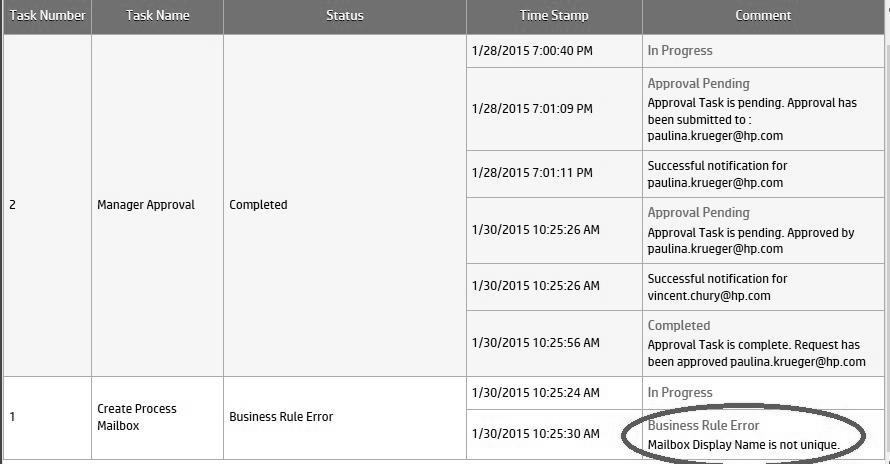 Task Number Task Name Status Time Stamp Comment
1/28/2015 7:00:40 PM In Progress
Approval Pending
1/28/2015 7:01:09 PM Approval Task is pending. Approval has
been submitted to :
paulina.krueger@hp.com
1/28/2015 7:01:11 PM Successful notification for
paulina.krueger@hp.com
2 Manager Approval Completed
Approval Pending
1/30/2015 10:25:26 AM Approval Task is pending. Approved by
paulina.krueger@hp.com
1/30/2015 10:25:26 AM Successful notification for
vincent.chury@hp.com
Completed
1/30/2015 10:25:56 AM Approval Task is complete. Request has
been approved paulina.krueger@hp.com
1 Create Process
Mailbox
Business Rule Error
1/30/2015 10:25:24 AM In Progress
1/30/2015 10:25:30 AM Business Rule Error
Mailbox Display Name is not unique.